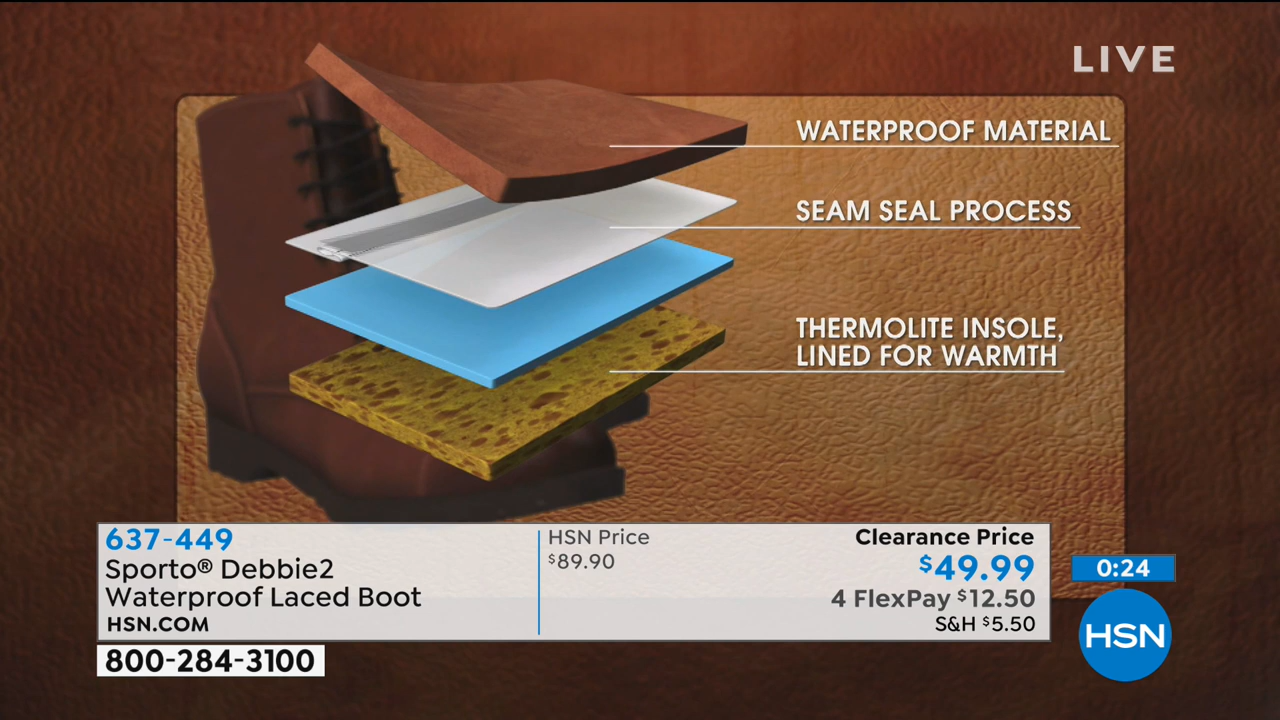 LIVE
WATERPROOF MATERIAL
SEAM SEAL PROCESS
THERMOLITE INSOLE,
LINED FOR WARMTH
637-449
Sporto® Debbie2
Waterproof Laced Boot
HSN.COM
800-284-3100
HSN Price
$89.90
Clearance Price
$49.99
4 FlexPay $12.50
S&H $5.50
0:24
HSN